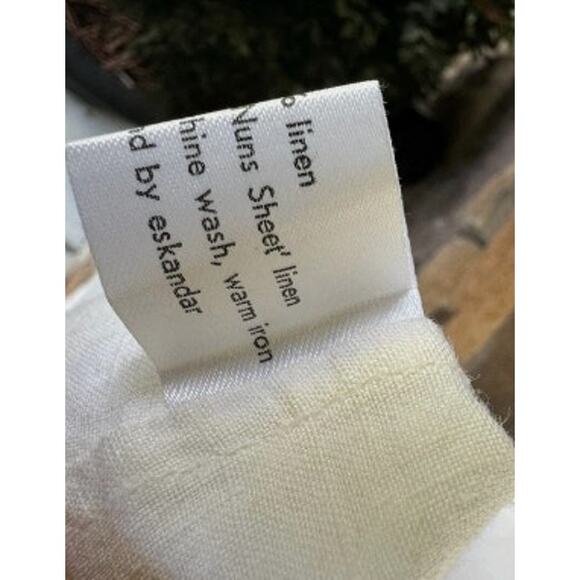 % linen
Nuns Sheet' linen
hine wash, warm iron
d by eskandar